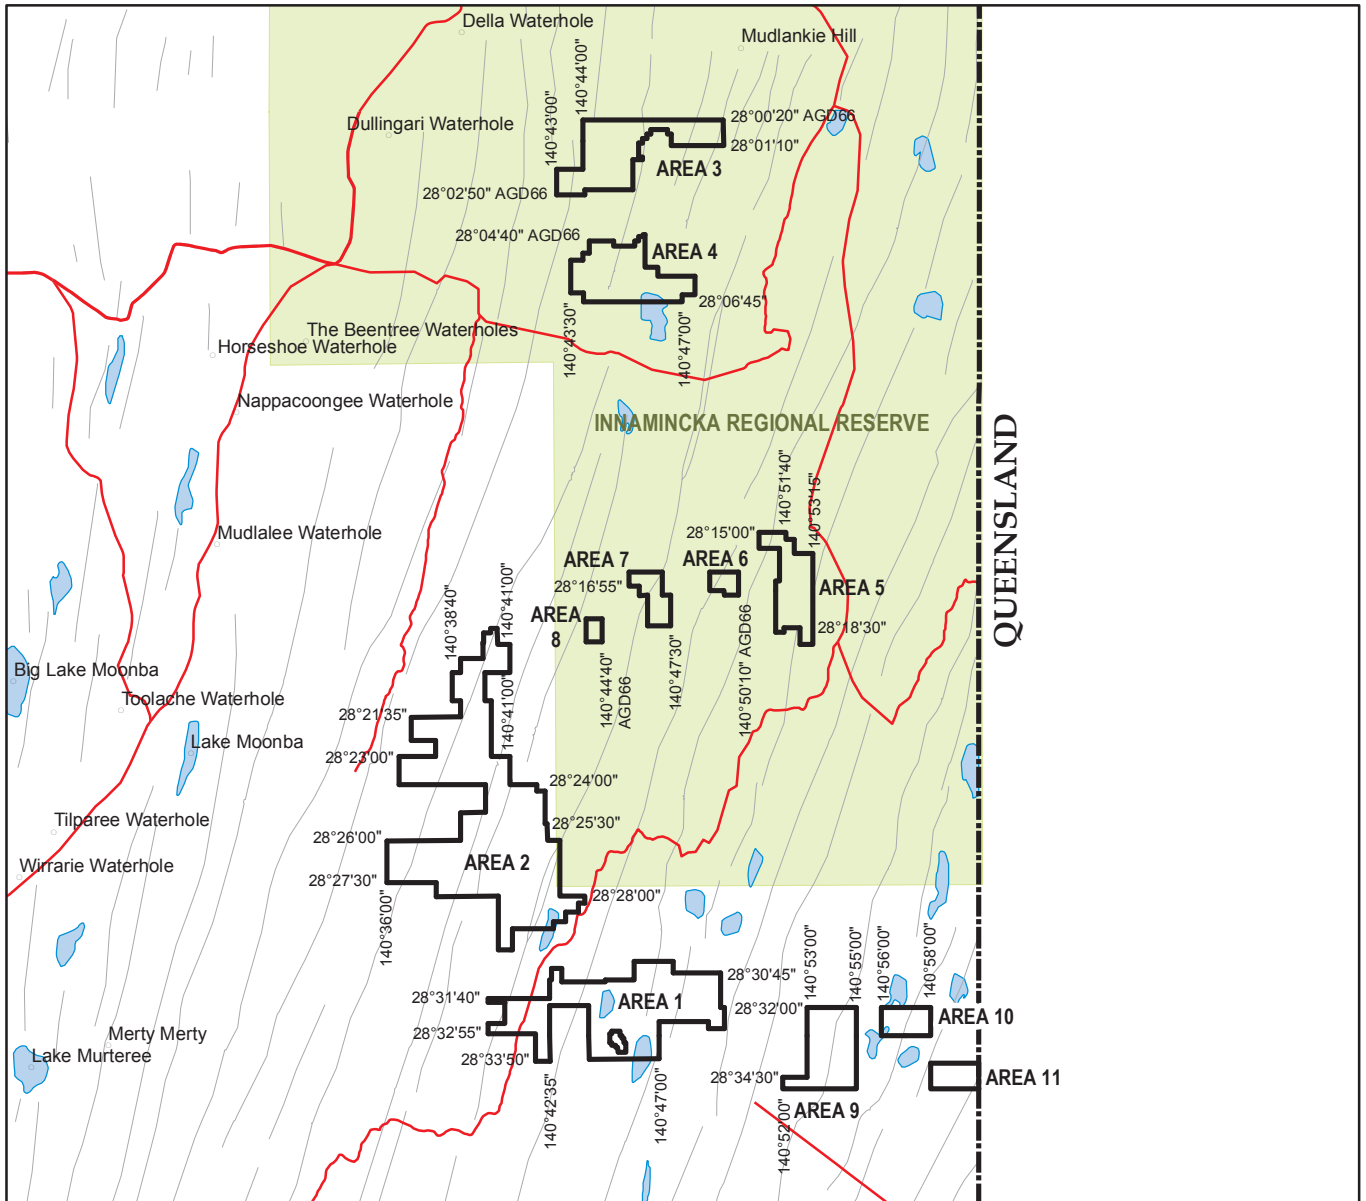 Della Waterhole
Mudlankie Hill
140°44'00"
140°43'00"
Dullingari Waterhole
28°00'20" AGD66
28°01'10"
AREA 3
28°02'50" AGD66
28°04'40" AGD66
AREA 4
28°06'45"
140°43'30"
140°47'00"
The Beentree Waterholes
Horseshoe Waterhole
Nappacoongee Waterhole
INNAMINCKA REGIONAL RESERVE
QUEENSLAND
Mudlalee Waterhole
140°51'40"
140°53'15"
28°15'00"
AREA 7
AREA 6
28°16'55"
AREA 5
AREA
8
28°18'30"
140°38'40"
140°41'00"
140°44'40"
AGD66
140°47'30"
140°50'10" AGD66
Big Lake Moonba
Toolache Waterhole
28°21'35"
140°41'00"
Lake Moonba
28°23'00"
28°24'00"
Tilparee Waterhole
28°25'30"
28°26'00"
Wirrarie Waterhole
AREA 2
28°27'30"
28°28'00"
140°36'00"
140°53'00"
140°55'00"
140°56'00"
140°58'00"
28°30'45"
28°31'40"
AREA 1
28°32'00"
AREA 10
Merty Merty
28°32'55"
Lake Murteree
28°33'50"
28°34'30"
AREA 11
140°42'35"
140°47'00"
AREA 9
140°52'00"